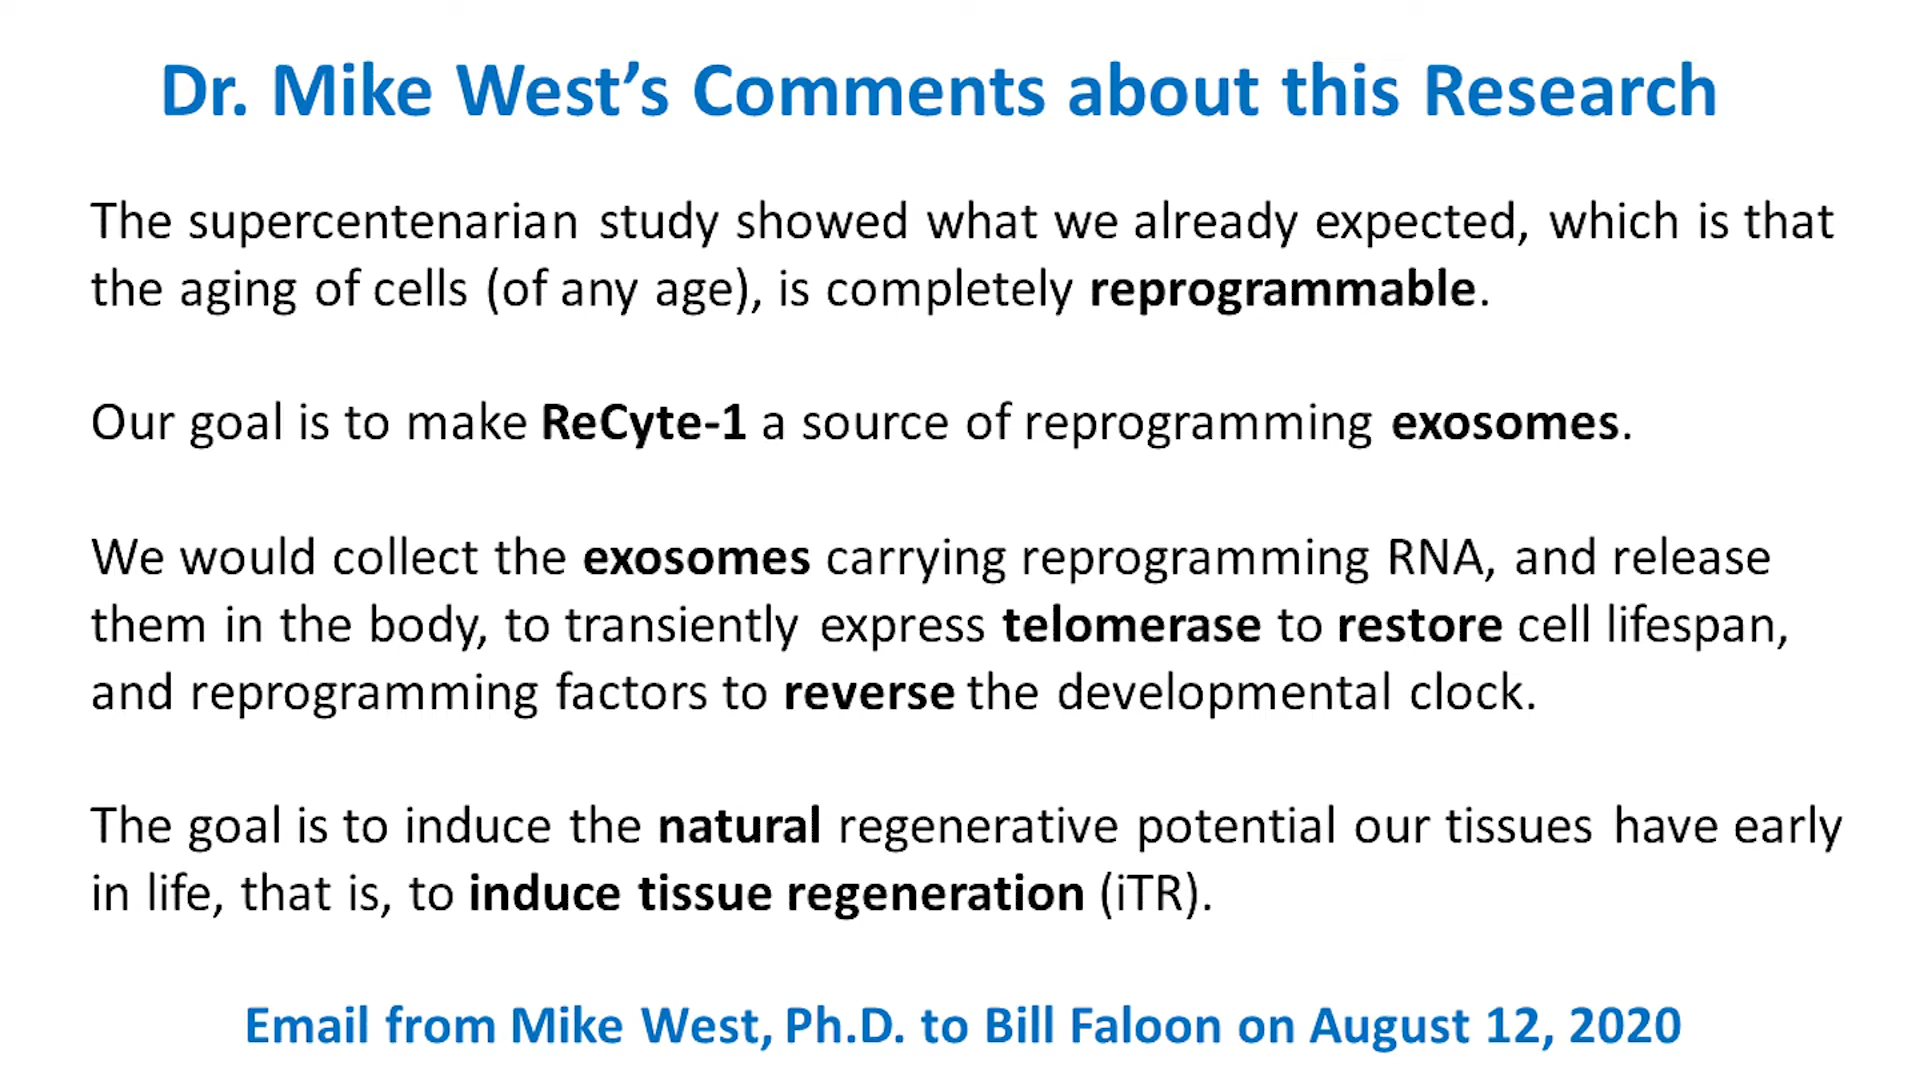 Dr. Mike West’s Comments about this Research
The supercentenarian study showed what we already expected, which is that
the aging of cells (of any age), is completely reprogrammable.
Our goal is to make ReCyte-1 a source of reprogramming exosomes.
We would collect the exosomes carrying reprogramming RNA, and release
them in the body, to transiently express telomerase to restore cell lifespan,
and reprogramming factors to reverse the developmental clock.
The goal is to induce the natural regenerative potential our tissues have early
in life, that is, to induce tissue regeneration (iTR).
Email from Mike West, Ph.D. to Bill Faloon on August 12, 2020